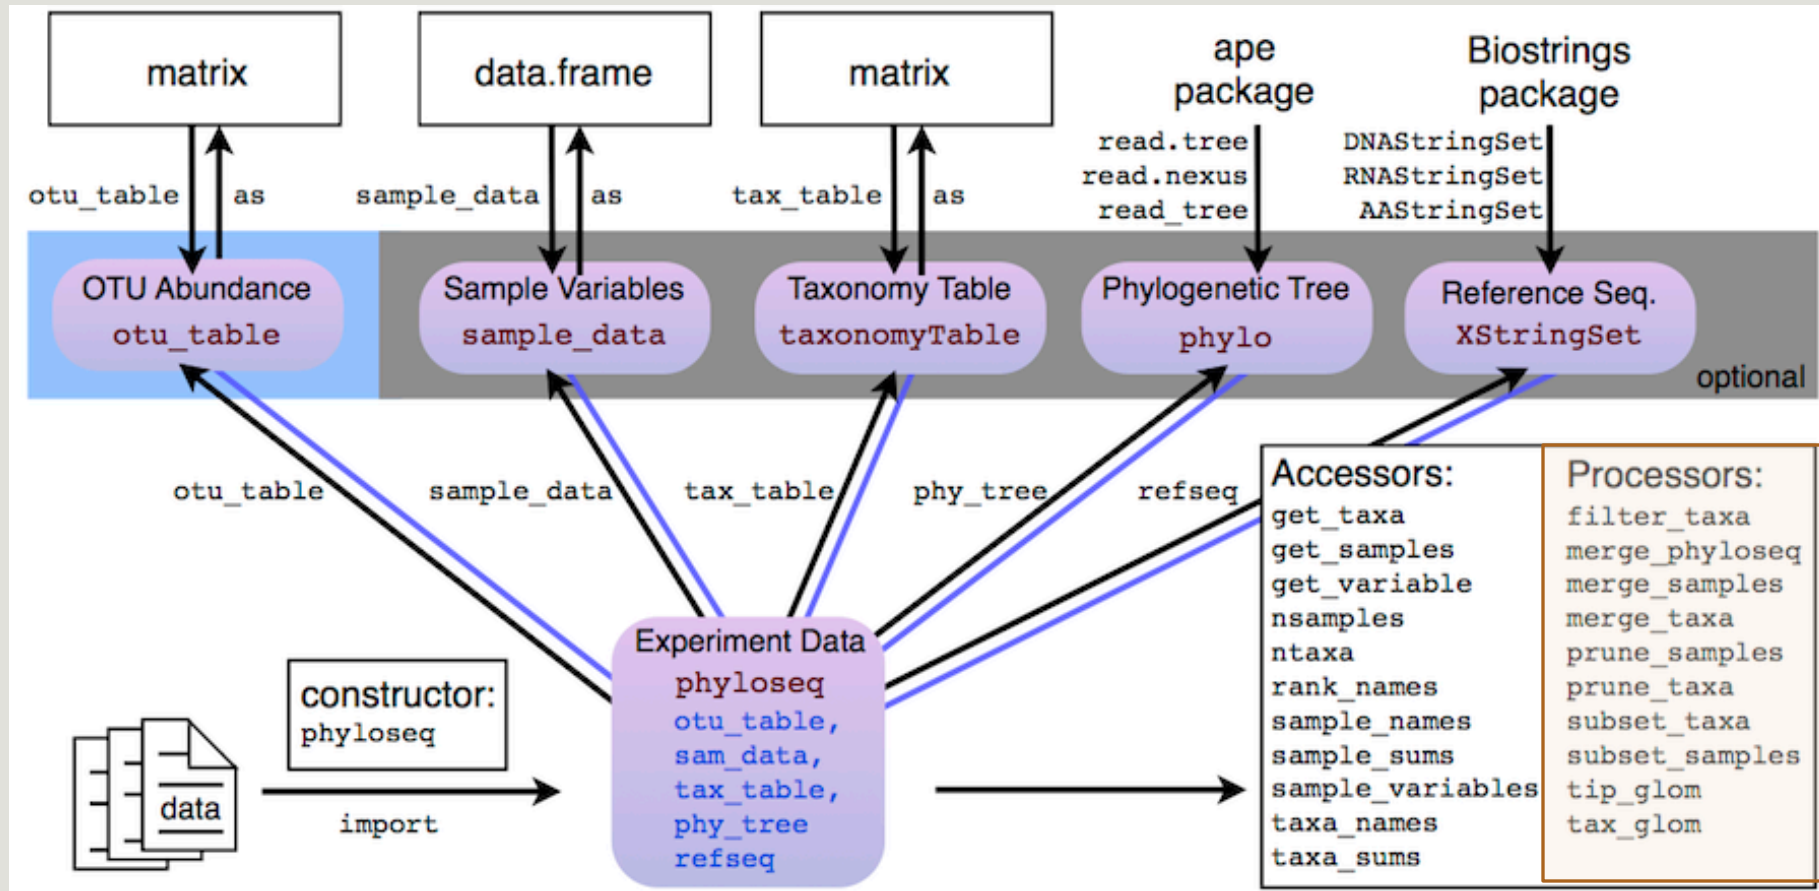 matrix
data.frame
matrix
ape
package
Biostrings
package
otu_table
as
sample_data
as
tax_table
as
read.tree
read.nexus
read_tree
DNAStringSet
RNAStringSet
AAStringSet
OTU Abundance
otu_table
Sample Variables
sample_data
Taxonomy Table
taxonomyTable
Phylogenetic Tree
phylo
Reference Seq.
XStringSet
optional
otu_table
sample_data
tax_table
phy_tree
refseq
data
constructor:
phyloseq
import
Experiment Data
phyloseq
otu_table,
sam_data,
tax_table,
phy_tree
refseq
Accessors:
get_taxa
get_samples
get_variable
nsamples
ntaxa
rank_names
sample_names
sample_sums
sample_variables
taxa_names
taxa_sums
Processors:
filter_taxa
merge_phyloseq
merge_samples
merge_taxa
prune_samples
prune_taxa
subset_taxa
subset_samples
tip_glom
tax_glom